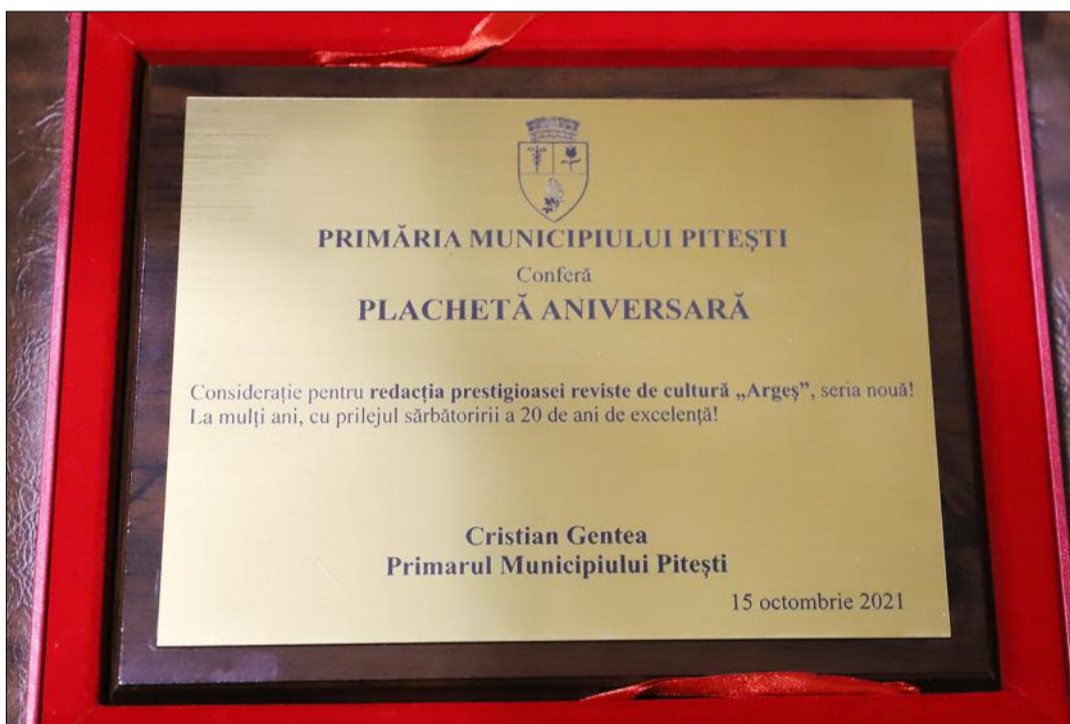 PRIMĂRIA MUNICIPIULUI PITEȘTI
Conferă
PLACHETĂ ANIVERSARĂ
Considerație pentru redacția prestigioasei reviste de cultură „Argeș”, seria nouă!
La mulți ani, cu prilejul sărbătoririi a 20 de ani de excelență!
Cristian Gentea
Primarul Municipiului Pitești
15 octombrie 2021